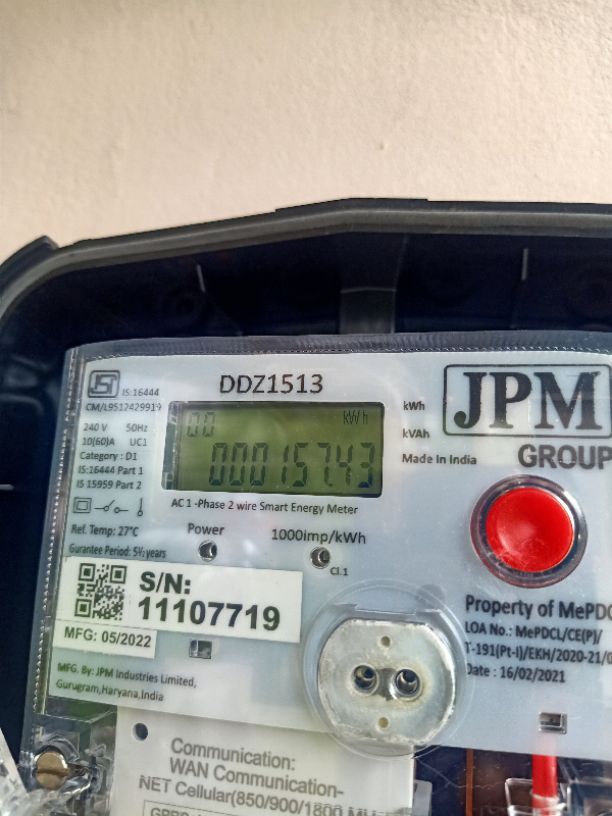 IS:16444
CM/L9512429919
240 V 50Hz
10(60)A UC1
Category : D1
IS:16444 Part 1
IS 15959 Part 2
Ref. Temp: 27°C
Gurantee Period: 5½ years
DDZ1513
00 kWh
000157.43
kWh
kVAh
Made in India
JPM
GROUP
AC 1 -Phase 2 wire Smart Energy Meter
Power
1000imp/kWh
Cl.1
S/N:
11107719
MFG: 05/2022
MFG. By: JPM Industries Limited,
Gurugram,Haryana,India
Property of MePDC
LOA No.: MePDCL/CE(P)/
T-191(Pt-I)/EKH/2020-21/0
Date : 16/02/2021
Communication:
WAN Communication-
NET Cellular(850/900/1800